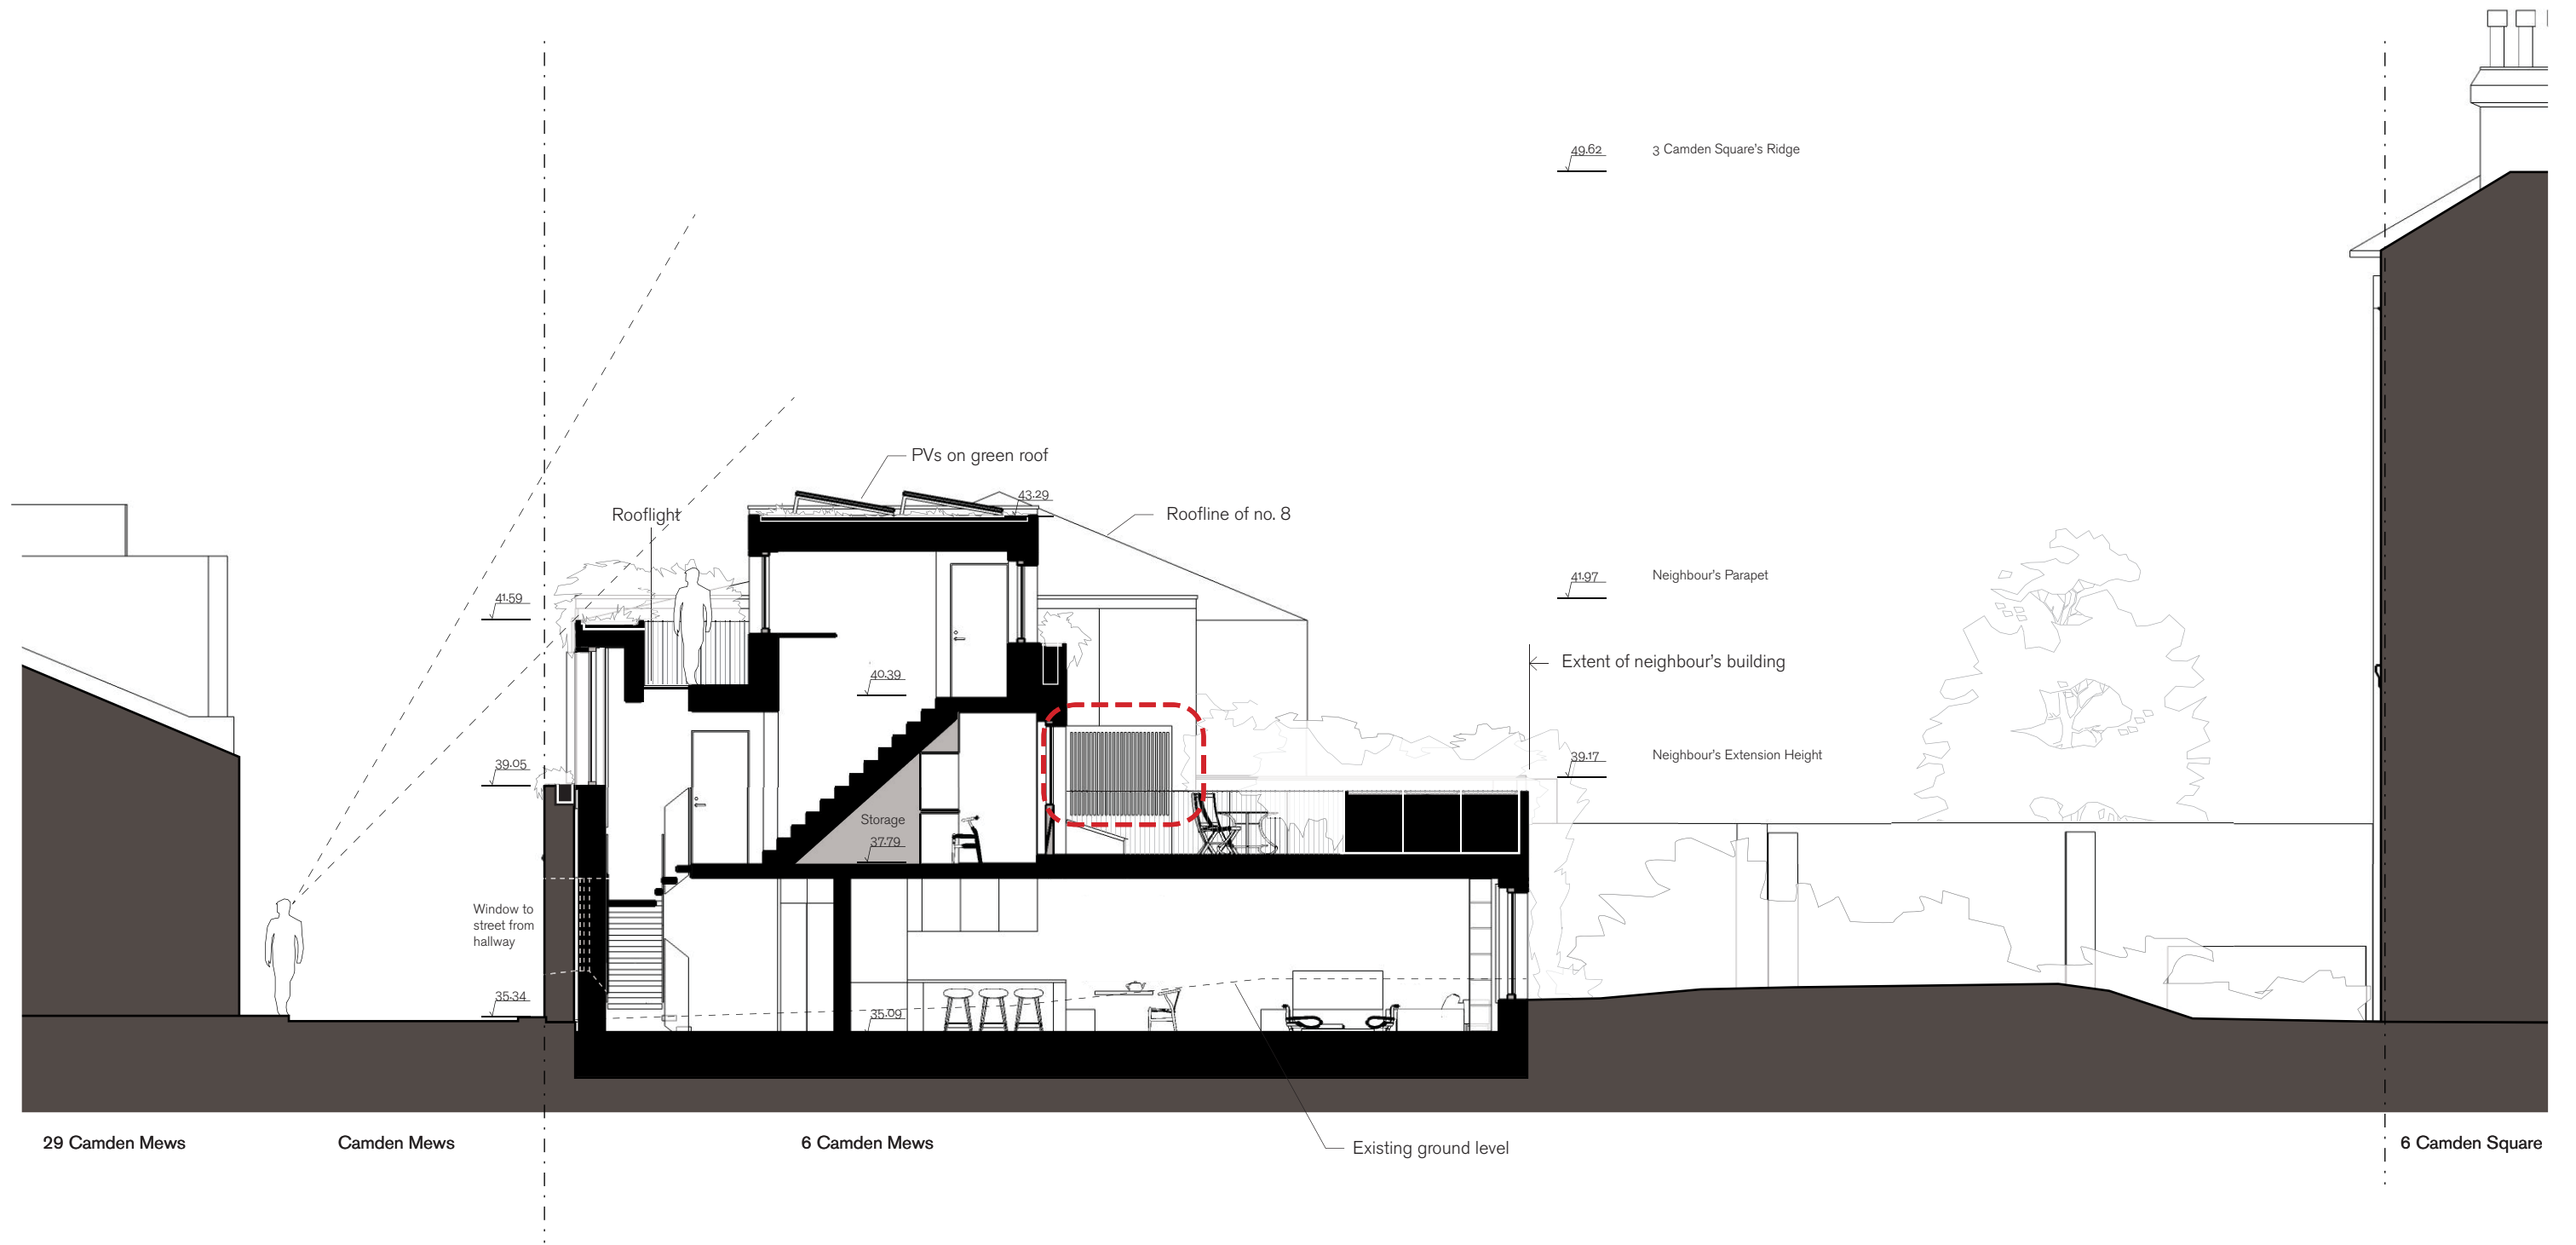 49.62 3 Camden Square's Ridge
PVs on green roof
43.29
Rooflight
Roofline of no. 8
41.97 Neighbour's Parapet
41.59
Extent of neighbour's building
40.39
39.17 Neighbour's Extension Height
39.05
Storage
37.79
Window to
street from
hallway
35.34
35.09
29 Camden Mews
Camden Mews
6 Camden Mews
Existing ground level
6 Camden Square